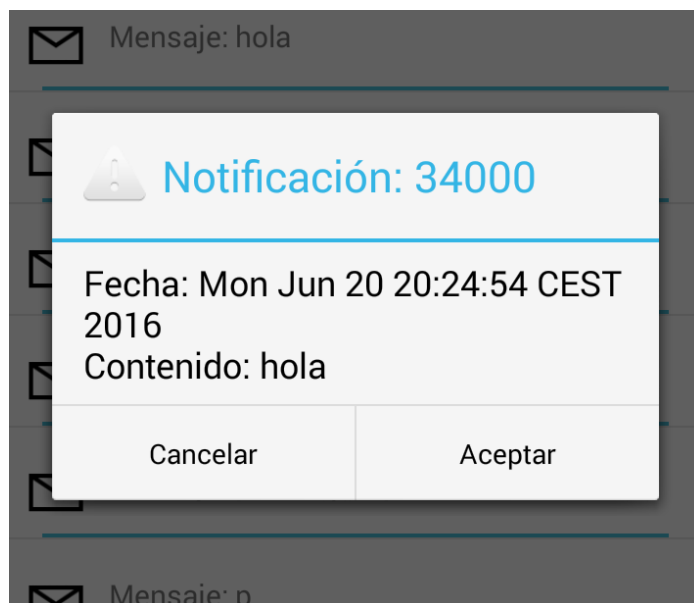 Mensaje: hola
Notificación: 34000
Fecha: Mon Jun 20 20:24:54 CEST
2016
Contenido: hola
Cancelar
Aceptar
Mensaje: p